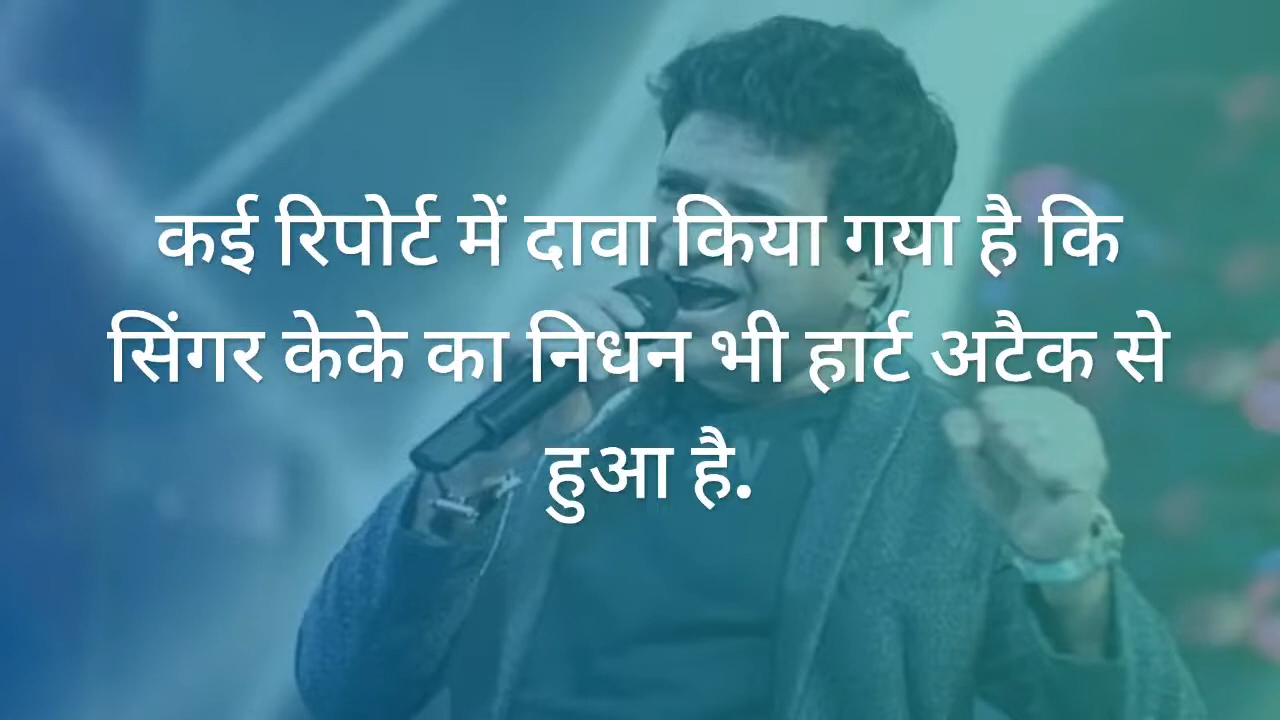 कई रिपोर्ट में दावा किया गया है कि
सिंगर केके का निधन भी हार्ट अटैक से
हुआ है.